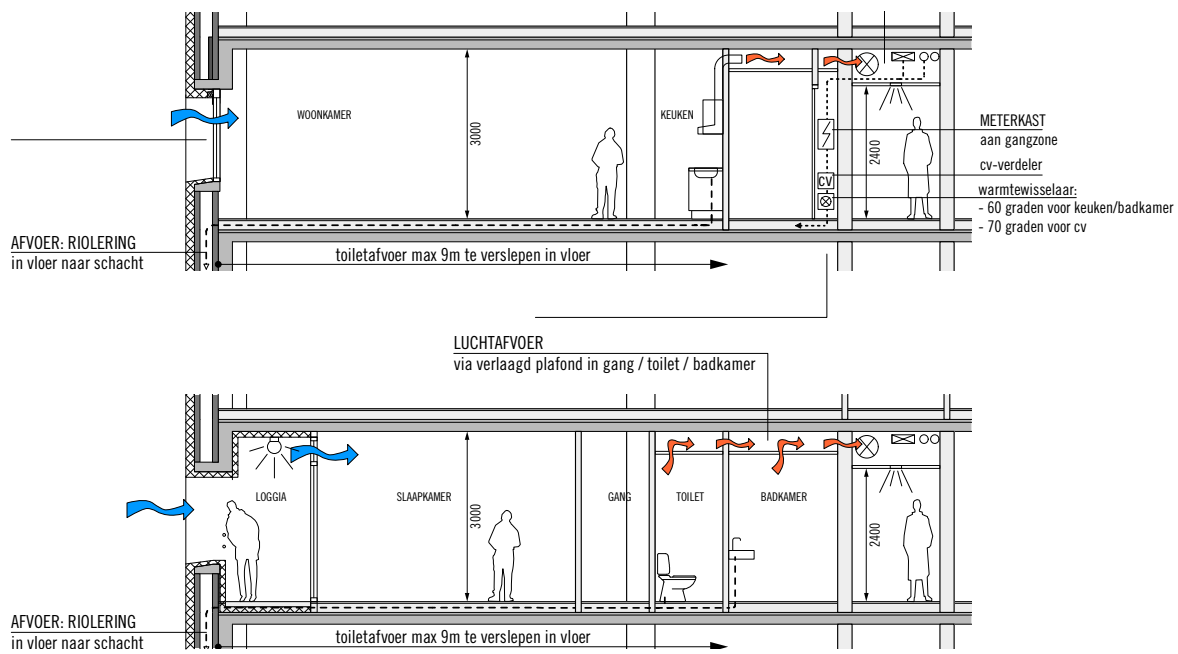 WOONKAMER
3000
KEUKEN
2400
CV
METERKAST
aan gangzone
cv-verdeler
warmtewisselaar:
- 60 graden voor keuken/badkamer
- 70 graden voor cv
AFVOER: RIOLERING
in vloer naar schacht
toiletafvoer max 9m te verslepen in vloer
LUCHTAFVOER
via verlaagd plafond in gang / toilet / badkamer
LOGGIA
SLAAPKAMER
3000
GANG
TOILET
BADKAMER
2400
AFVOER: RIOLERING
in vloer naar schacht
toiletafvoer max 9m te verslepen in vloer